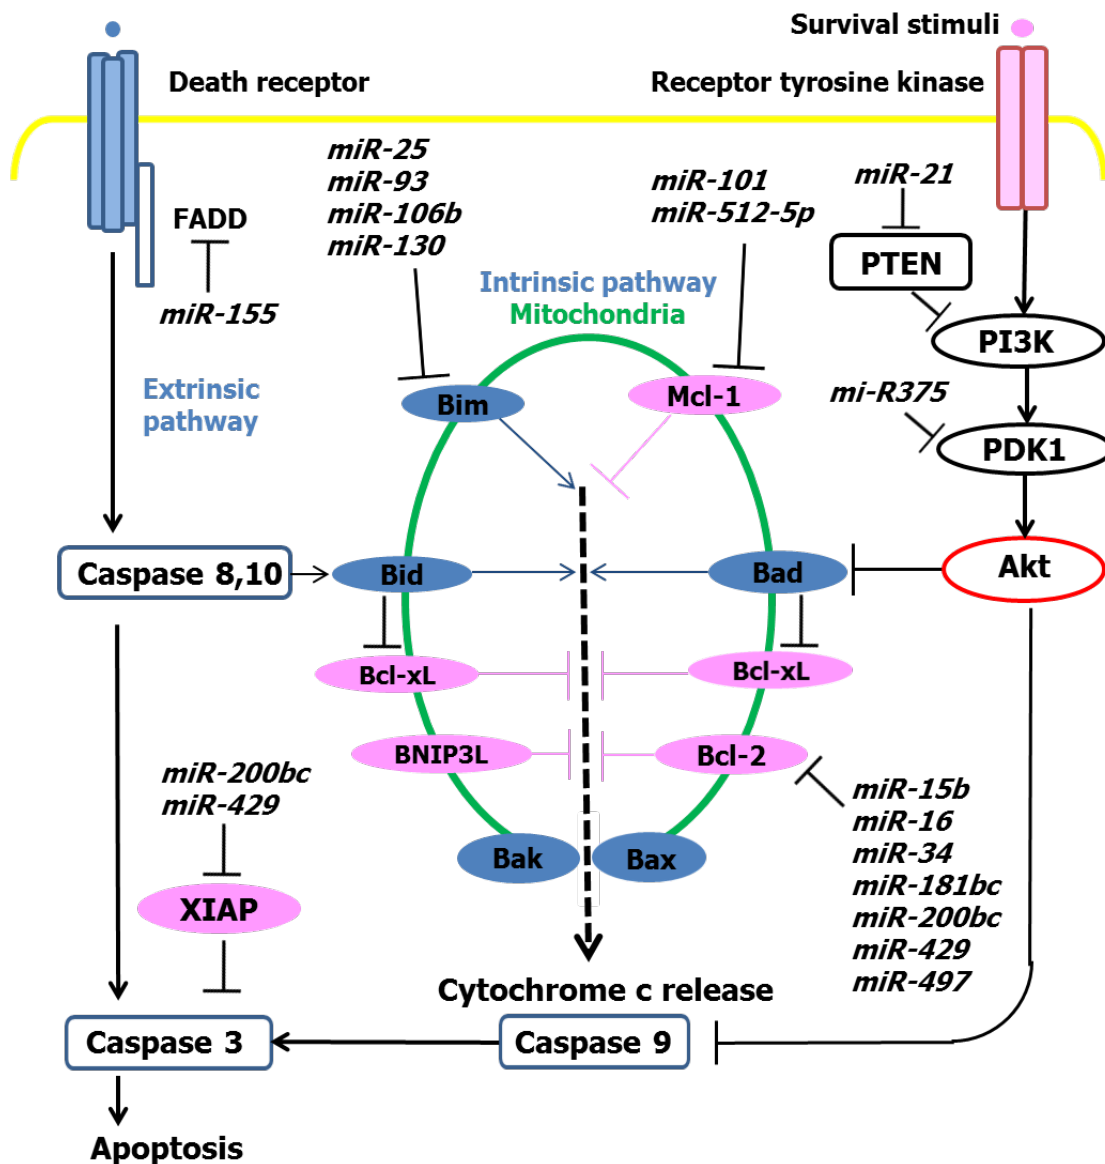 Survival stimuli
Death receptor
Receptor tyrosine kinase
miR-25
miR-93
miR-106b
miR-130
miR-101
miR-512-5p
miR-21
FADD
PTEN
miR-155
Intrinsic pathway
Mitochondria
PI3K
Extrinsic
pathway
Bim
Mcl-1
mi-R375
PDK1
Caspase 8,10
Bid
Bad
Akt
Bcl-xL
Bcl-xL
BNIP3L
Bcl-2
miR-200bc
miR-429
miR-15b
miR-16
miR-34
miR-181bc
miR-200bc
miR-429
miR-497
Bak
Bax
XIAP
Cytochrome c release
Caspase 3
Caspase 9
Apoptosis